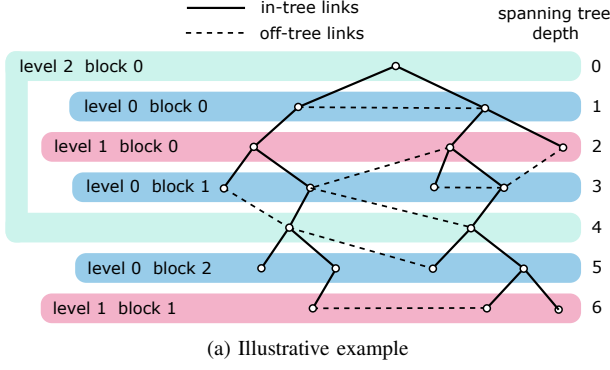 in-tree links
off-tree links
spanning tree
depth
level 2 block 0
0
level 0 block 0
1
level 1 block 0
2
level 0 block 1
3
4
level 0 block 2
5
level 1 block 1
6
(a) Illustrative example